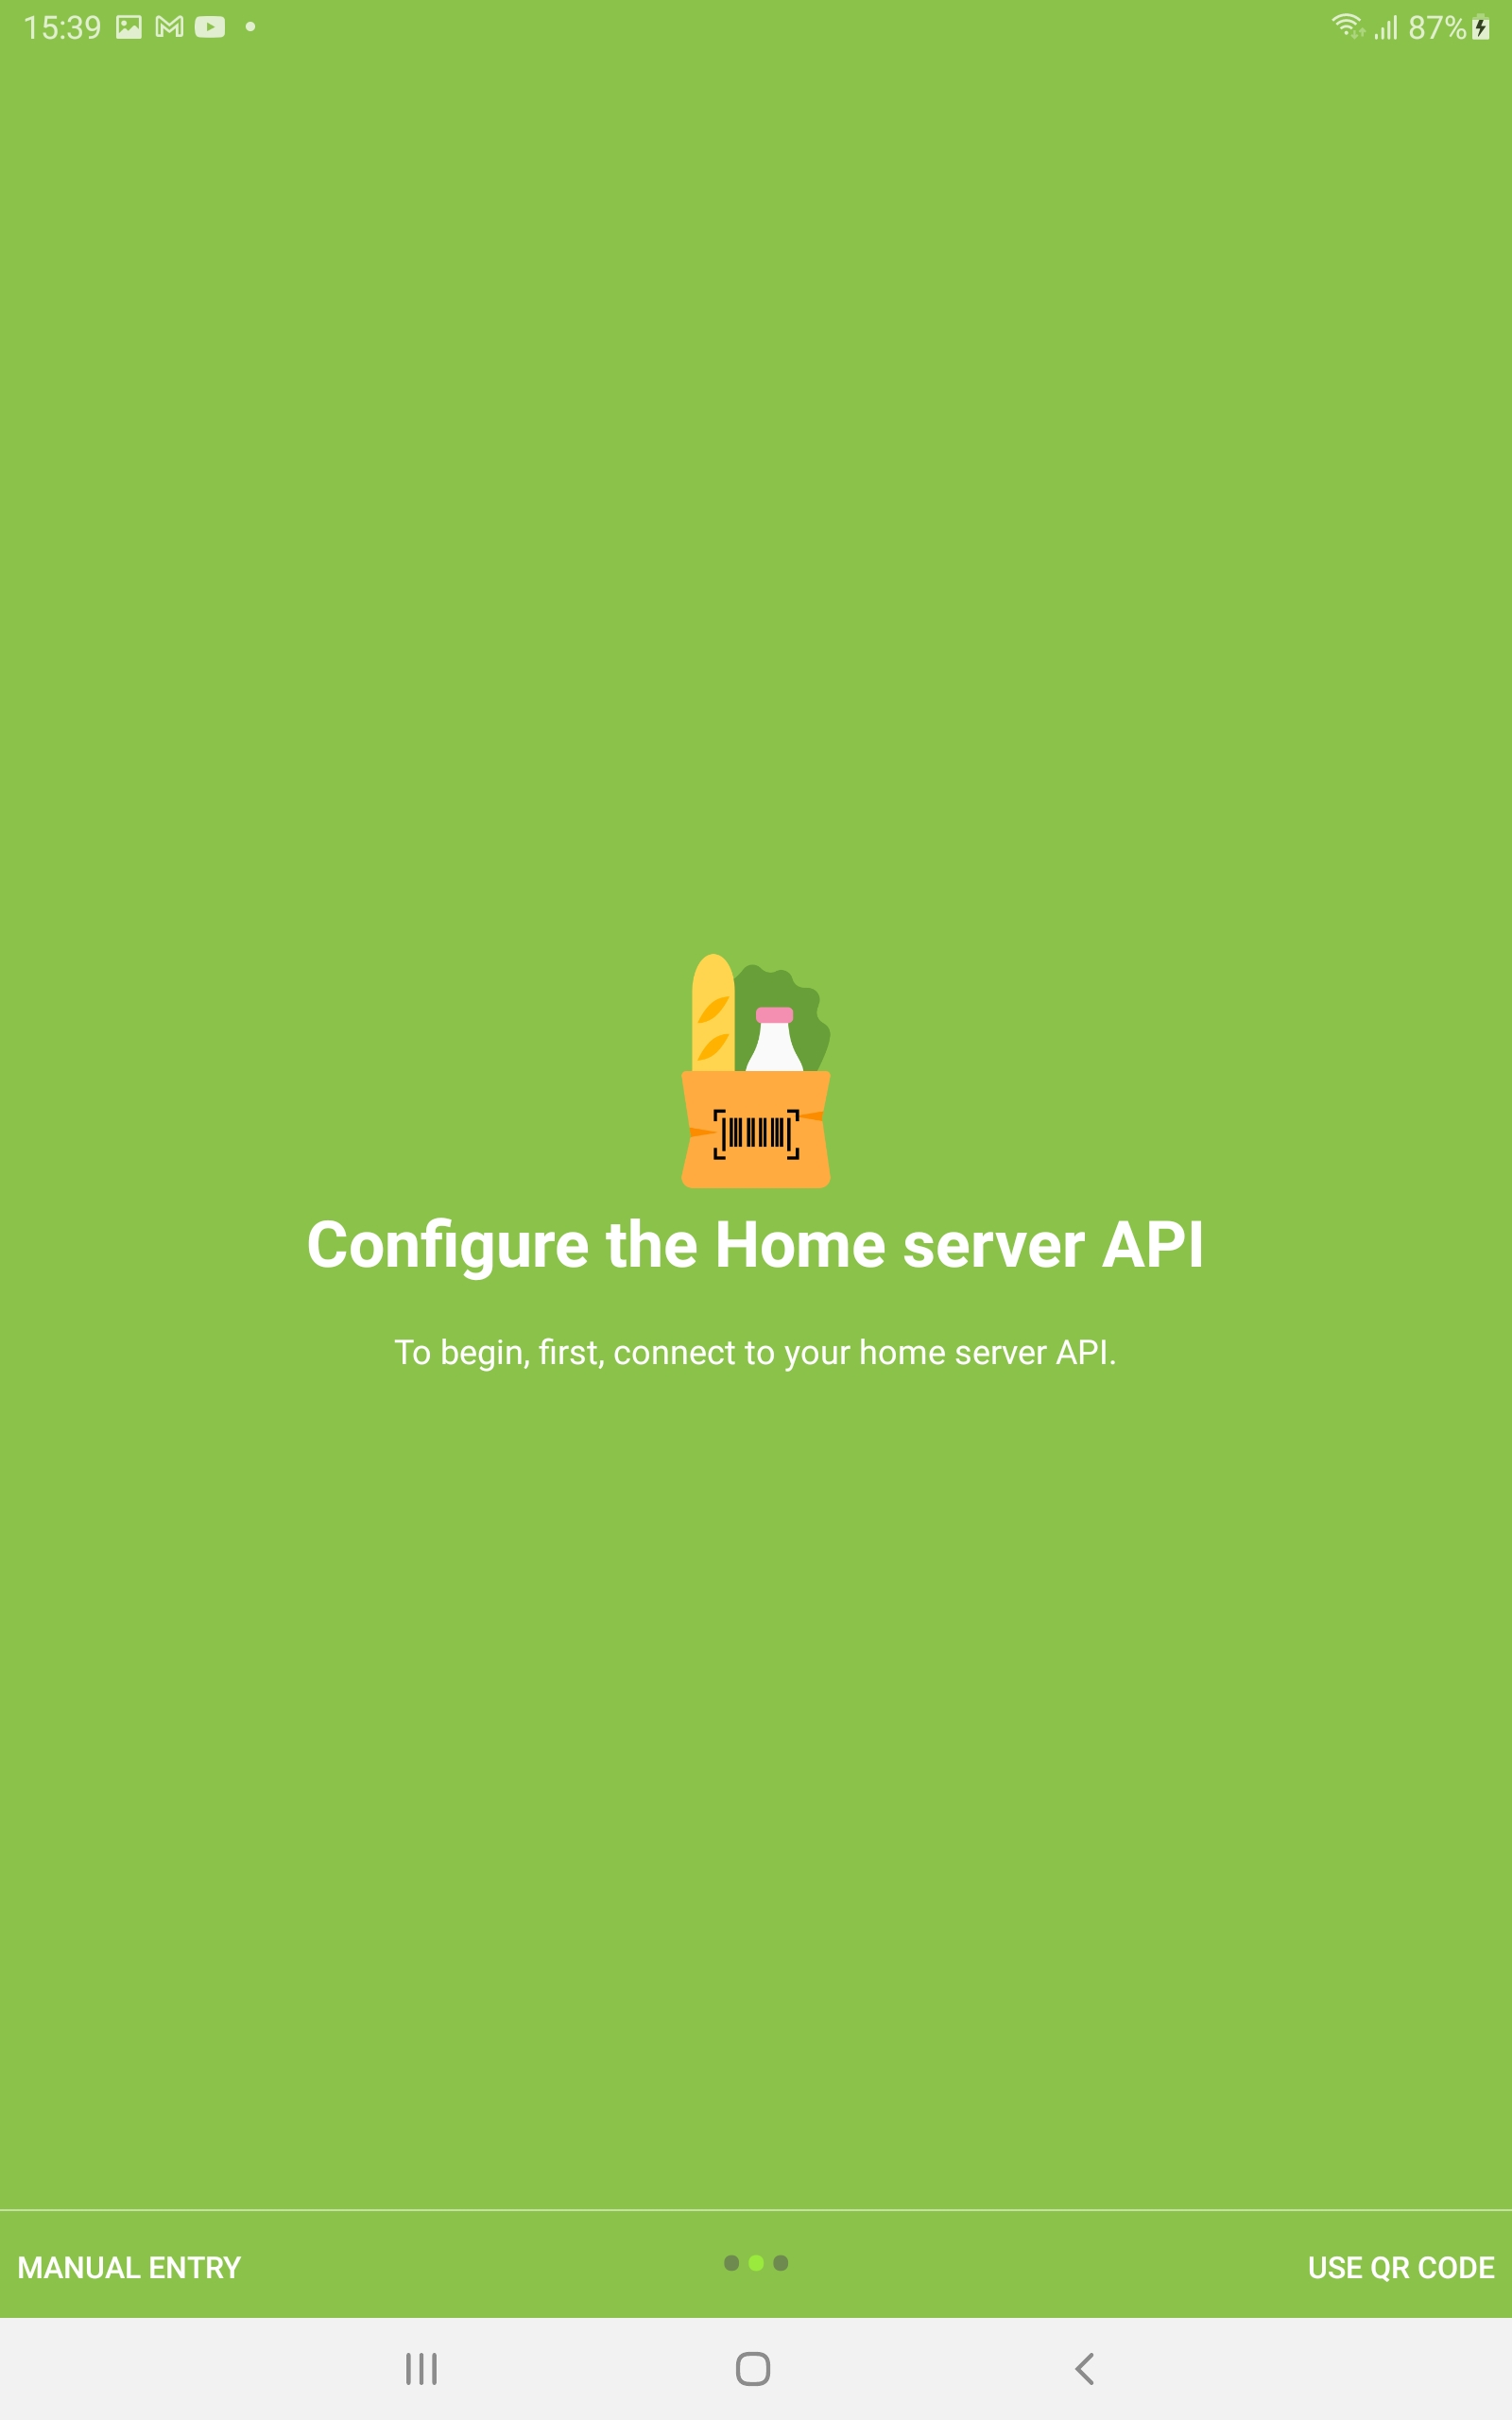 15:39
87%
Configure the Home server API
To begin, first, connect to your home server API.
MANUAL ENTRY
USE QR CODE